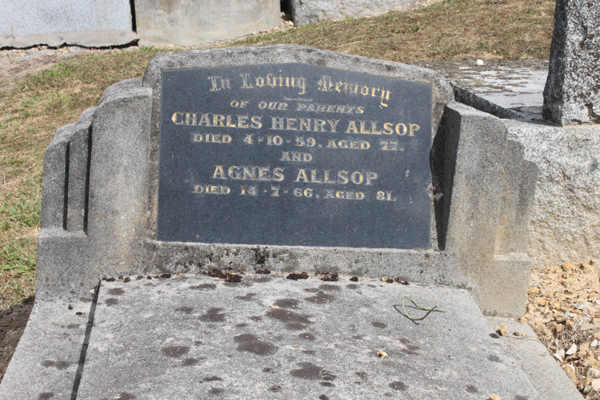 In Loving Memory
OF OUR PARENTS
CHARLES HENRY ALLSOP
DIED 4-10-59. AGED 77.
AND
AGNES ALLSOP
DIED 14-7-66. AGED 81.